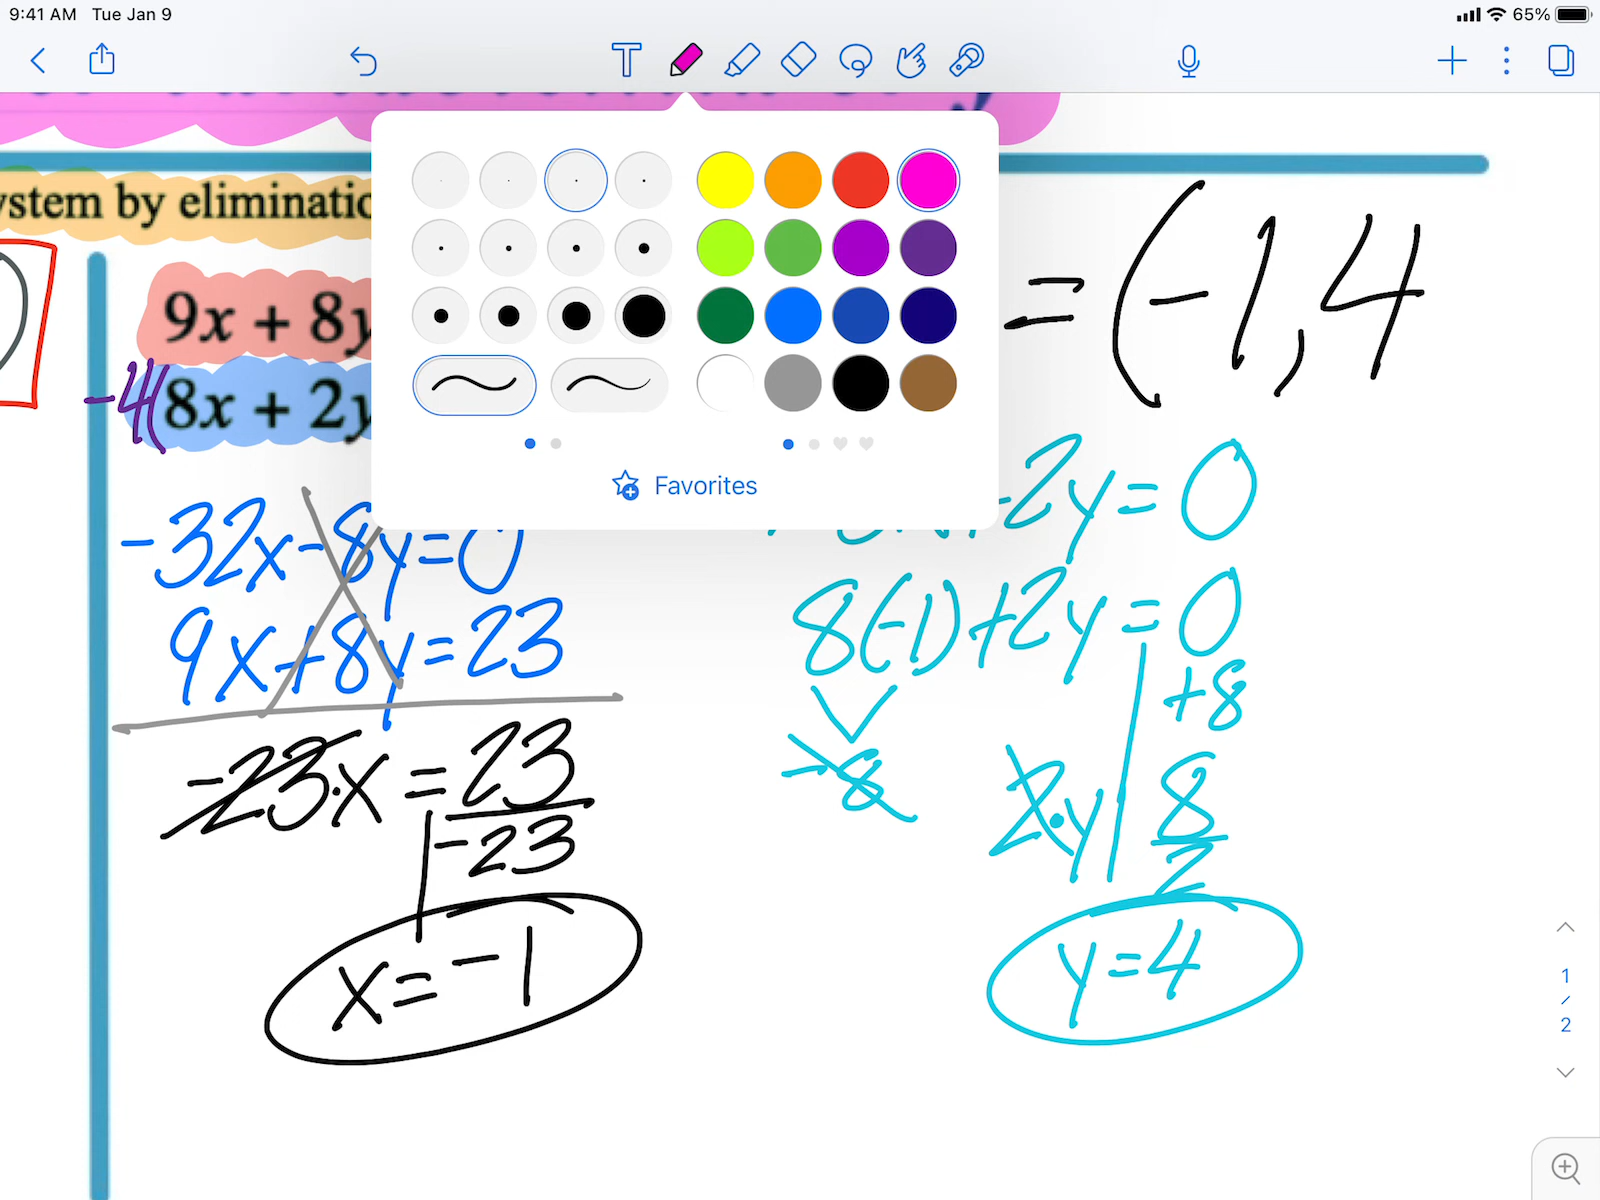 9:41 AM Tue Jan 9
65%
ystem by eliminatio
9x + 8y
-4(8x + 2y
= (-1,4
Favorites
-32x-8y=0
9x+8y=23
-23·x = 23
-23
x=-1
2y=0
8(-1)+2y=0
+8
-8
2·y 8
2
y=4
1
/
2